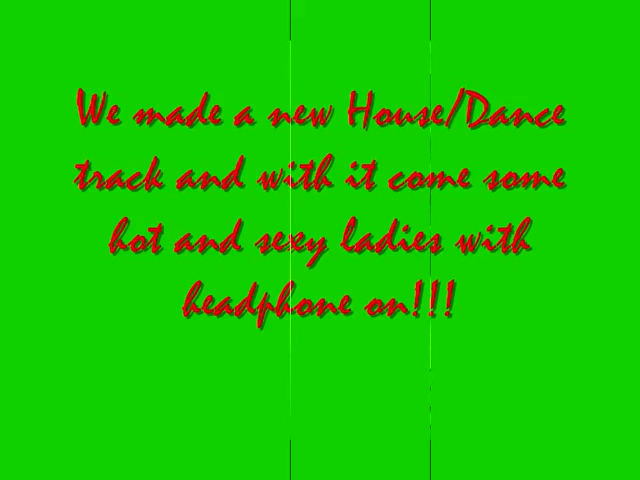 We made a new House/Dance
track and with it come some
hot and sexy ladies with
headphone on!!!